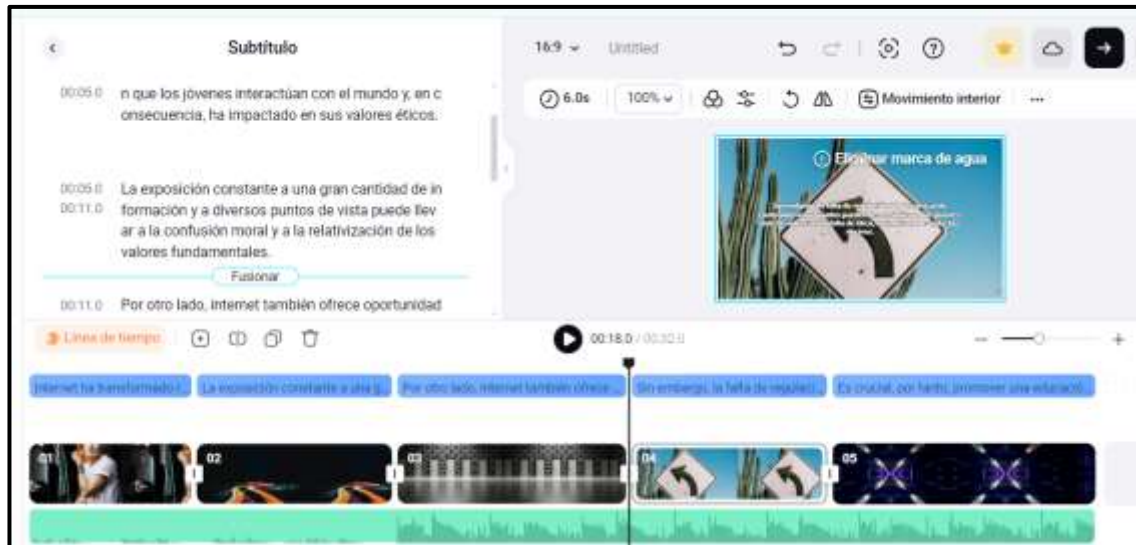 Subtítulo
16:9
Untitled
00:05.0 n que los jóvenes interactúan con el mundo y, en c
onsecuencia, ha impactado en sus valores éticos.
6.0s 100% Movimiento interior ...
Eliminar marca de agua
00:05.0 La exposición constante a una gran cantidad de in
00:11.0 formación y a diversos puntos de vista puede llev
ar a la confusión moral y a la relativización de los
valores fundamentales.
Fusionar
00:11.0 Por otro lado, internet también ofrece oportunidad
Línea de tiempo
00:18.0 / 00:32.0
Internet ha transformado l...
La exposición constante a una g...
Por otro lado, internet también ofrece ...
Sin embargo, la falta de regulaci...
Es crucial, por tanto, promover una educació...
01
02
03
04
05